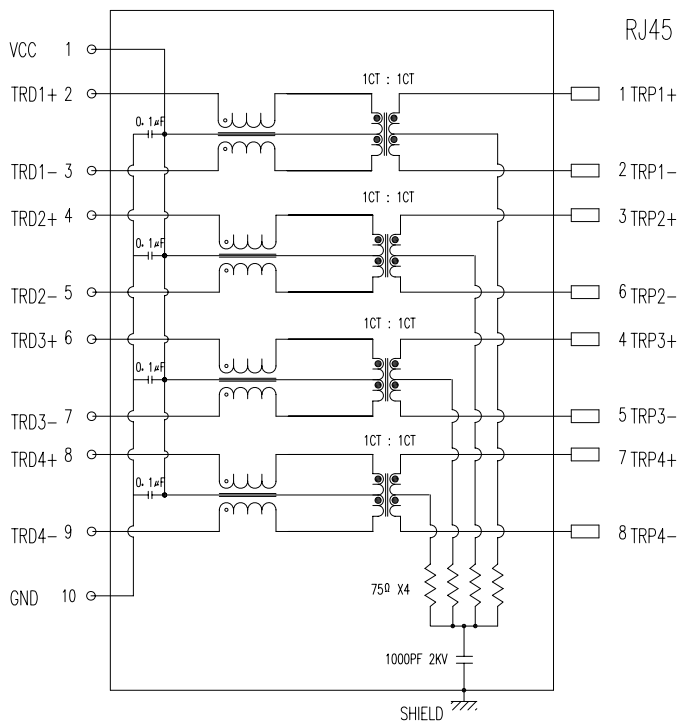 RJ45
VCC 1
1CT : 1CT
TRD1+ 2
1 TRP1+
0.1µF
TRD1- 3
2 TRP1-
1CT : 1CT
TRD2+ 4
3 TRP2+
0.1µF
TRD2- 5
6 TRP2-
1CT : 1CT
TRD3+ 6
4 TRP3+
0.1µF
TRD3- 7
5 TRP3-
1CT : 1CT
TRD4+ 8
7 TRP4+
0.1µF
TRD4- 9
8 TRP4-
75Ω X4
GND 10
1000PF 2KV
SHIELD